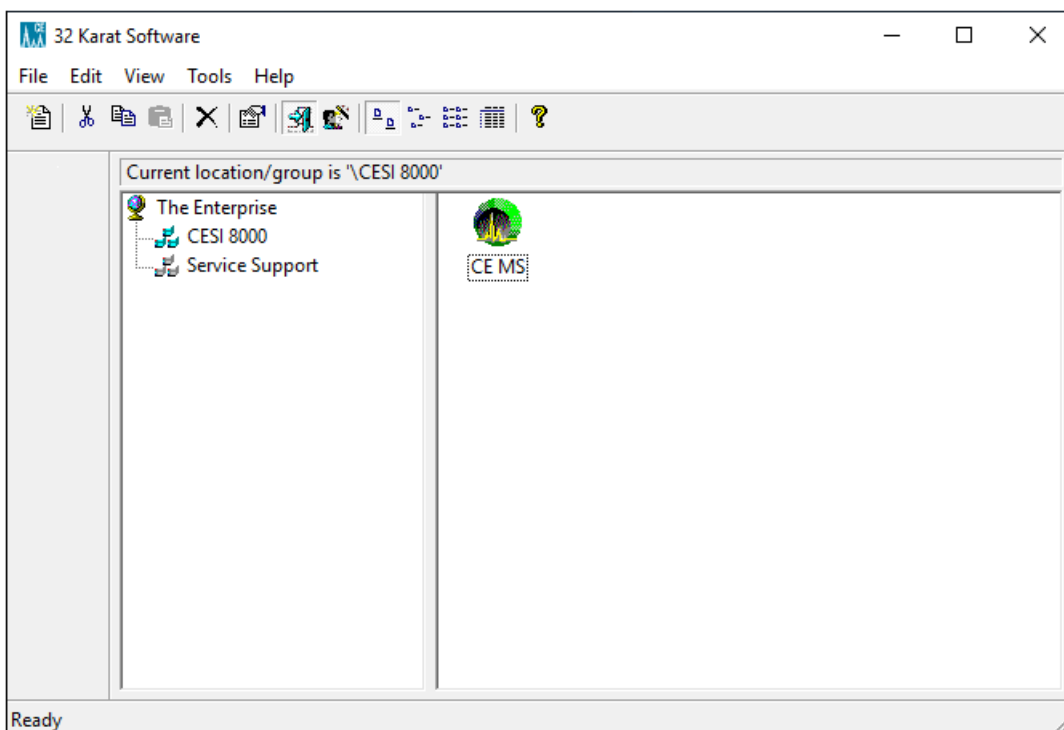 32 Karat Software
File Edit View Tools Help
Current location/group is '\CESI 8000'
The Enterprise
CESI 8000
Service Support
CE MS
Ready